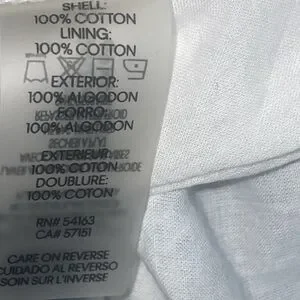 SHELL:
100% COTTON
LINING:
100% COTTON
EXTERIOR:
100% ALGODON
FORRO:
100% ALGODON
EXTERIEUR:
100% COTON
DOUBLURE:
100% COTON
RN# 54163
CA# 57151
CARE ON REVERSE
CUIDADO AL REVERSO
SOIN SUR L'ENVERS